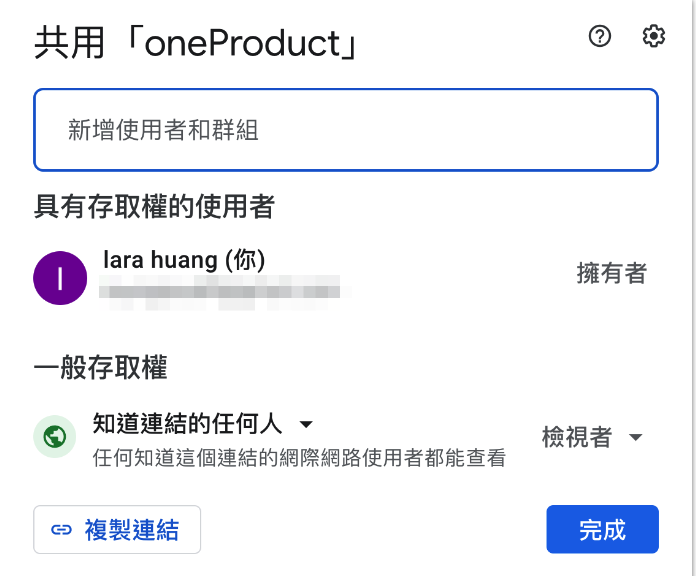 共用「oneProduct」
新增使用者和群組
具有存取權的使用者
l
lara huang (你)
擁有者
一般存取權
知道連結的任何人
檢視者
任何知道這個連結的網際網路使用者都能查看
複製連結
完成